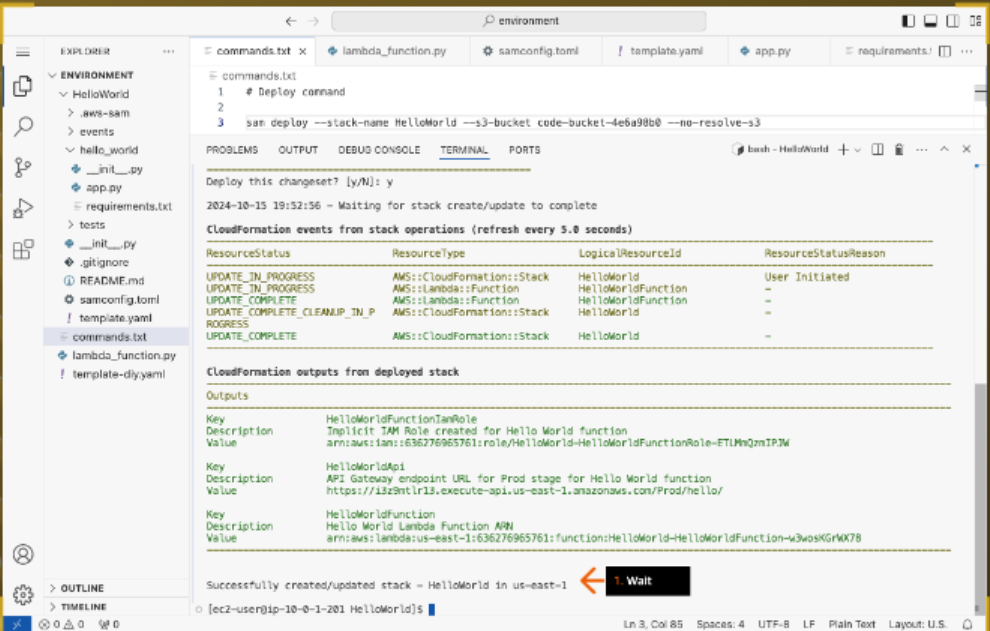 environment
EXPLORER
commands.txt
lambda_function.py
samconfig.toml
template.yaml
app.py
requirements.t
ENVIRONMENT
HelloWorld
.aws-sam
events
hello_world
__init__.py
app.py
requirements.txt
tests
__init__.py
.gitignore
README.md
samconfig.toml
template.yaml
commands.txt
lambda_function.py
template-diy.yaml
OUTLINE
TIMELINE
commands.txt
1 # Deploy command
2
3 sam deploy --stack-name HelloWorld --s3-bucket code-bucket-4e6a98b0 --no-resolve-s3
PROBLEMS OUTPUT DEBUG CONSOLE TERMINAL PORTS
bash - HelloWorld
Deploy this changeset? [y/N]: y
2024-10-15 19:52:56 - Waiting for stack create/update to complete
CloudFormation events from stack operations (refresh every 5.0 seconds)
ResourceStatus ResourceType LogicalResourceId ResourceStatusReason
UPDATE_IN_PROGRESS AWS::CloudFormation::Stack HelloWorld User Initiated
UPDATE_IN_PROGRESS AWS::Lambda::Function HelloWorldFunction -
UPDATE_COMPLETE AWS::Lambda::Function HelloWorldFunction -
UPDATE_COMPLETE_CLEANUP_IN_P AWS::CloudFormation::Stack HelloWorld -
ROGRESS
UPDATE_COMPLETE AWS::CloudFormation::Stack HelloWorld -
CloudFormation outputs from deployed stack
Outputs
Key HelloWorldFunctionIamRole
Description Implicit IAM Role created for Hello World function
Value arn:aws:iam::636276965761:role/HelloWorld-HelloWorldFunctionRole-ETLMmQzmIPJW
Key HelloWorldApi
Description API Gateway endpoint URL for Prod stage for Hello World function
Value https://i3z9mtlr13.execute-api.us-east-1.amazonaws.com/Prod/hello/
Key HelloWorldFunction
Description Hello World Lambda Function ARN
Value arn:aws:lambda:us-east-1:636276965761:function:HelloWorld-HelloWorldFunction-w3wosKGrWX78
Successfully created/updated stack - HelloWorld in us-east-1
1. Wait
[ec2-user@ip-10-0-1-201 HelloWorld]$
0 0 0 Ln 3, Col 85 Spaces: 4 UTF-8 LF Plain Text Layout: U.S.